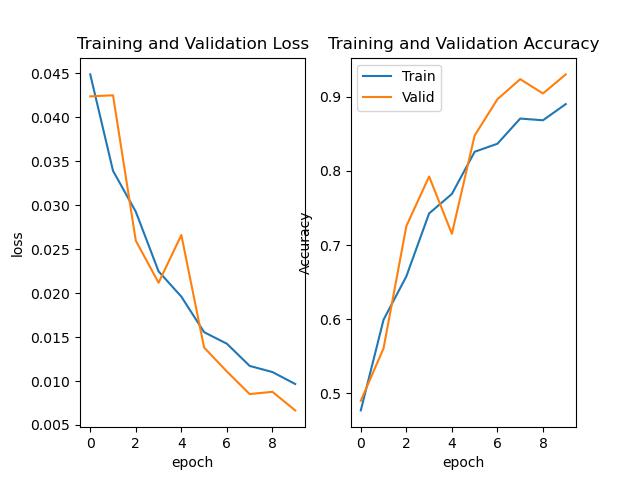 Training and Validation Loss
0.045
0.040
0.035
0.030
0.025
0.020
0.015
0.010
0.005
loss
0 2 4 6 8
epoch
Training and Validation Accuracy
Train
Valid
0.9
0.8
0.7
0.6
0.5
Accuracy
0 2 4 6 8
epoch